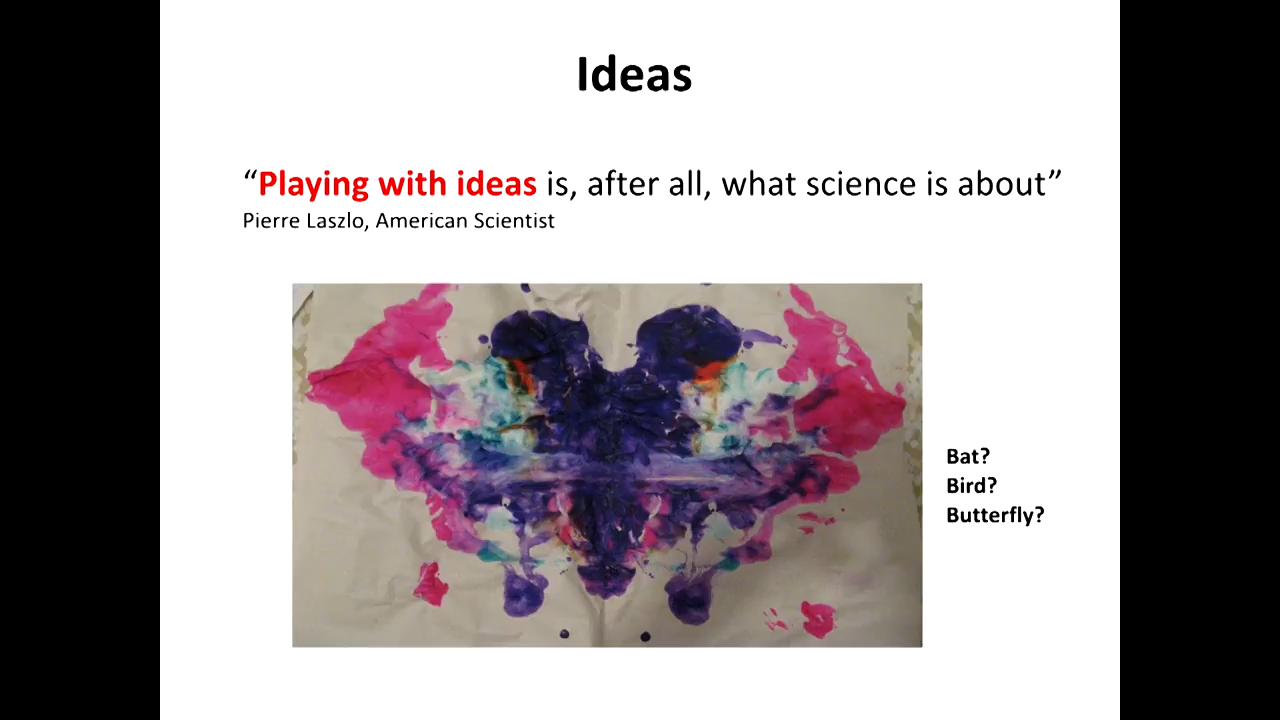 Ideas
“Playing with ideas is, after all, what science is about”
Pierre Laszlo, American Scientist
Bat?
Bird?
Butterfly?